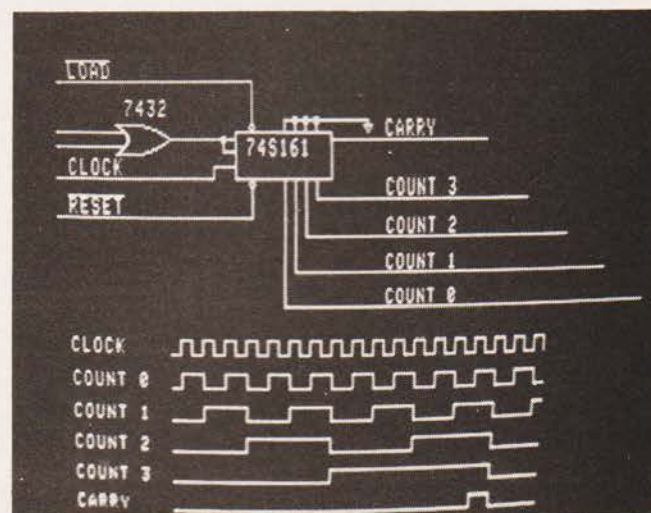 LOAD
7432
CARRY
74S161
CLOCK
RESET
COUNT 3
COUNT 2
COUNT 1
COUNT 0
CLOCK
COUNT 0
COUNT 1
COUNT 2
COUNT 3
CARRY